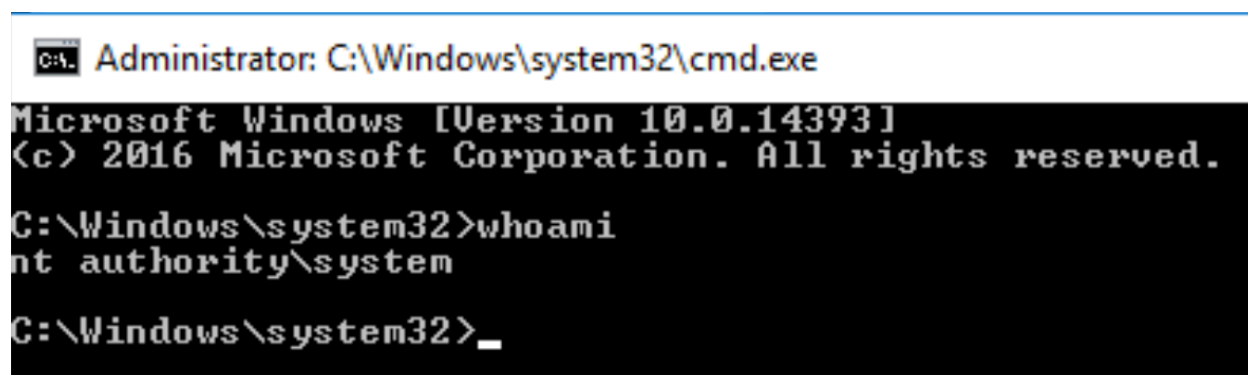 Administrator: C:\Windows\system32\cmd.exe
Microsoft Windows [Version 10.0.14393]
(c) 2016 Microsoft Corporation. All rights reserved.
C:\Windows\system32>whoami
nt authority\system
C:\Windows\system32>_